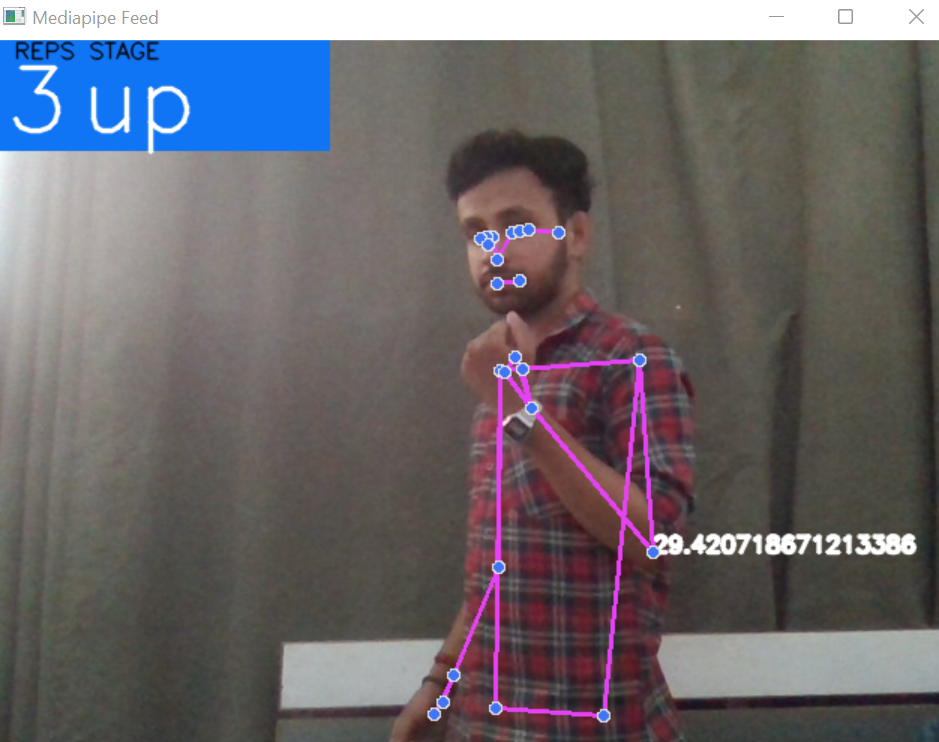 Mediapipe Feed
REPS STAGE
3 up
29.420718671213386